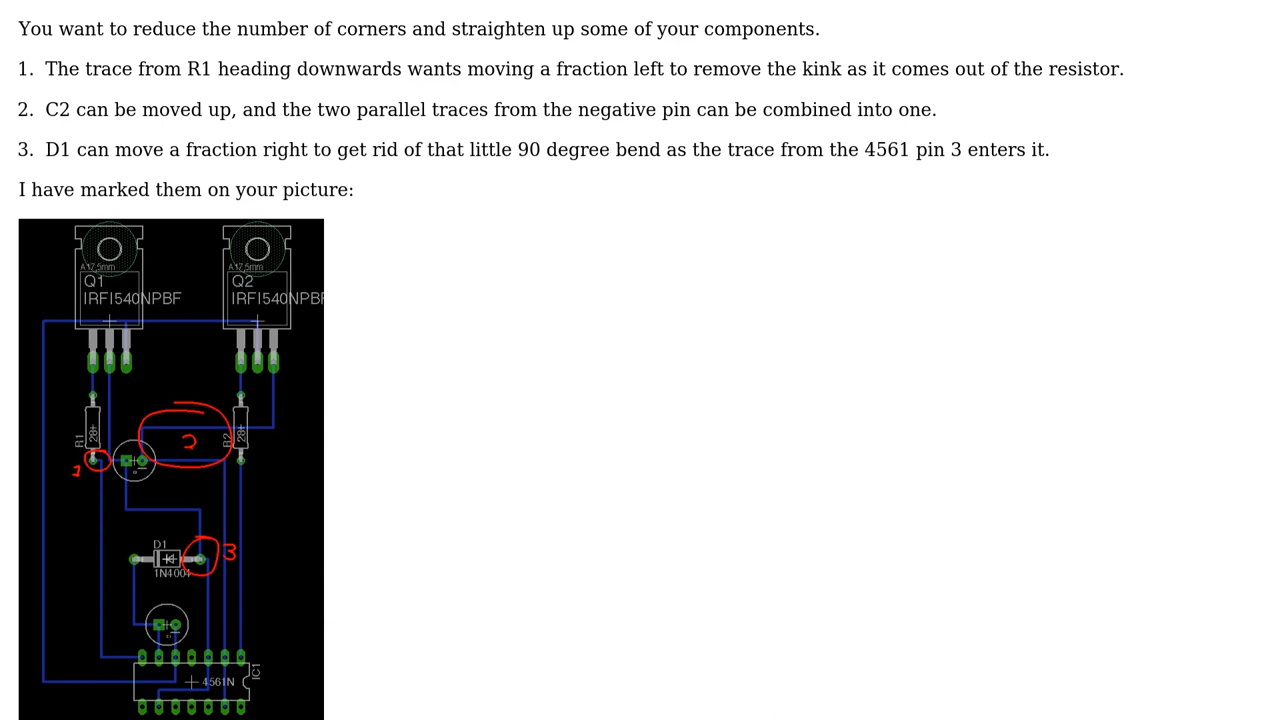 You want to reduce the number of corners and straighten up some of your components.
1. The trace from R1 heading downwards wants moving a fraction left to remove the kink as it comes out of the resistor.
2. C2 can be moved up, and the two parallel traces from the negative pin can be combined into one.
3. D1 can move a fraction right to get rid of that little 90 degree bend as the trace from the 4561 pin 3 enters it.
I have marked them on your picture:
A17,5mm
A17,5mm
Q1
Q2
IRFI540NPBF
IRFI540NPBF
R1
R2
2
1
D1
3
1N4004
IC1
4561N